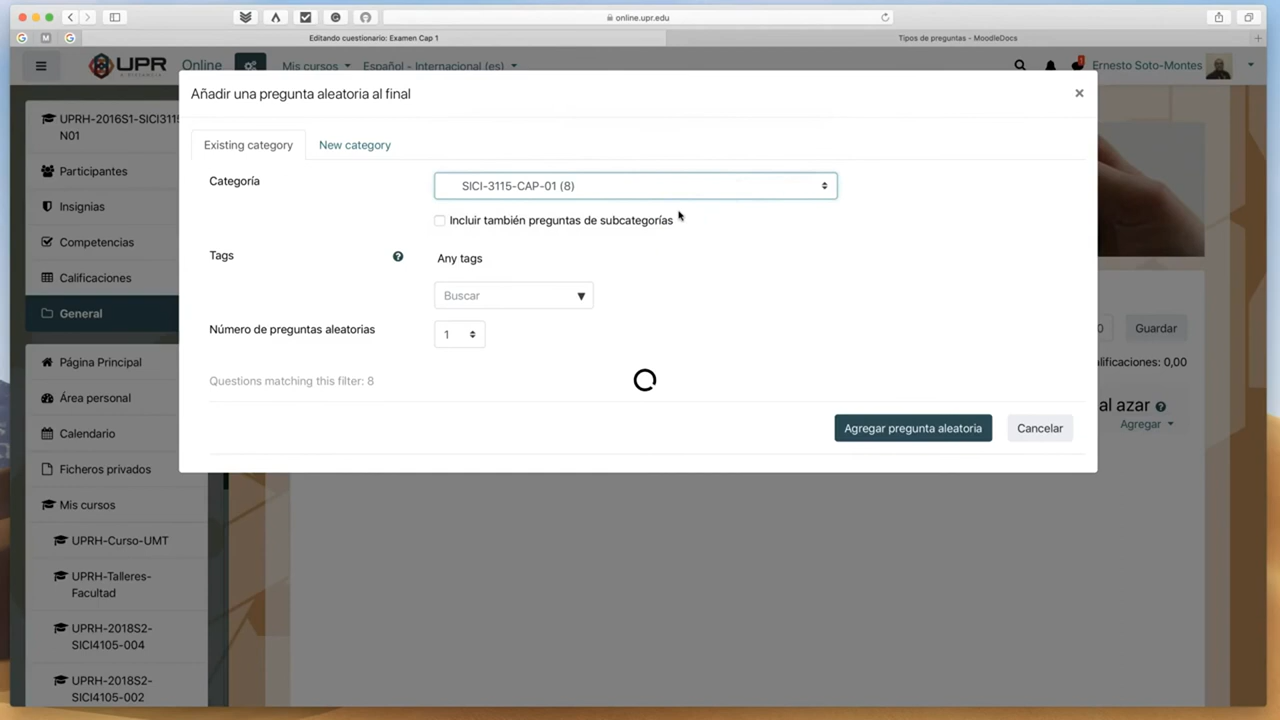 online.upr.edu
Editando cuestionario: Examen Cap 1
Tipos de preguntas - MoodleDocs
UPR
Online
Mis cursos
Español - Internacional (es)
Ernesto Soto-Montes
Añadir una pregunta aleatoria al final
Existing category
New category
Categoría
SICI-3115-CAP-01 (8)
Incluir también preguntas de subcategorías
Tags
Any tags
Buscar
Número de preguntas aleatorias
1
Questions matching this filter: 8
Agregar pregunta aleatoria
Cancelar
UPRH-2016S1-SICI3115
N01
Participantes
Insignias
Competencias
Calificaciones
General
Página Principal
Área personal
Calendario
Ficheros privados
Mis cursos
UPRH-Curso-UMT
UPRH-Talleres-
Facultad
UPRH-2018S2-
SICI4105-004
UPRH-2018S2-
SICI4105-002
0
Guardar
alificaciones: 0,00
al azar
Agregar